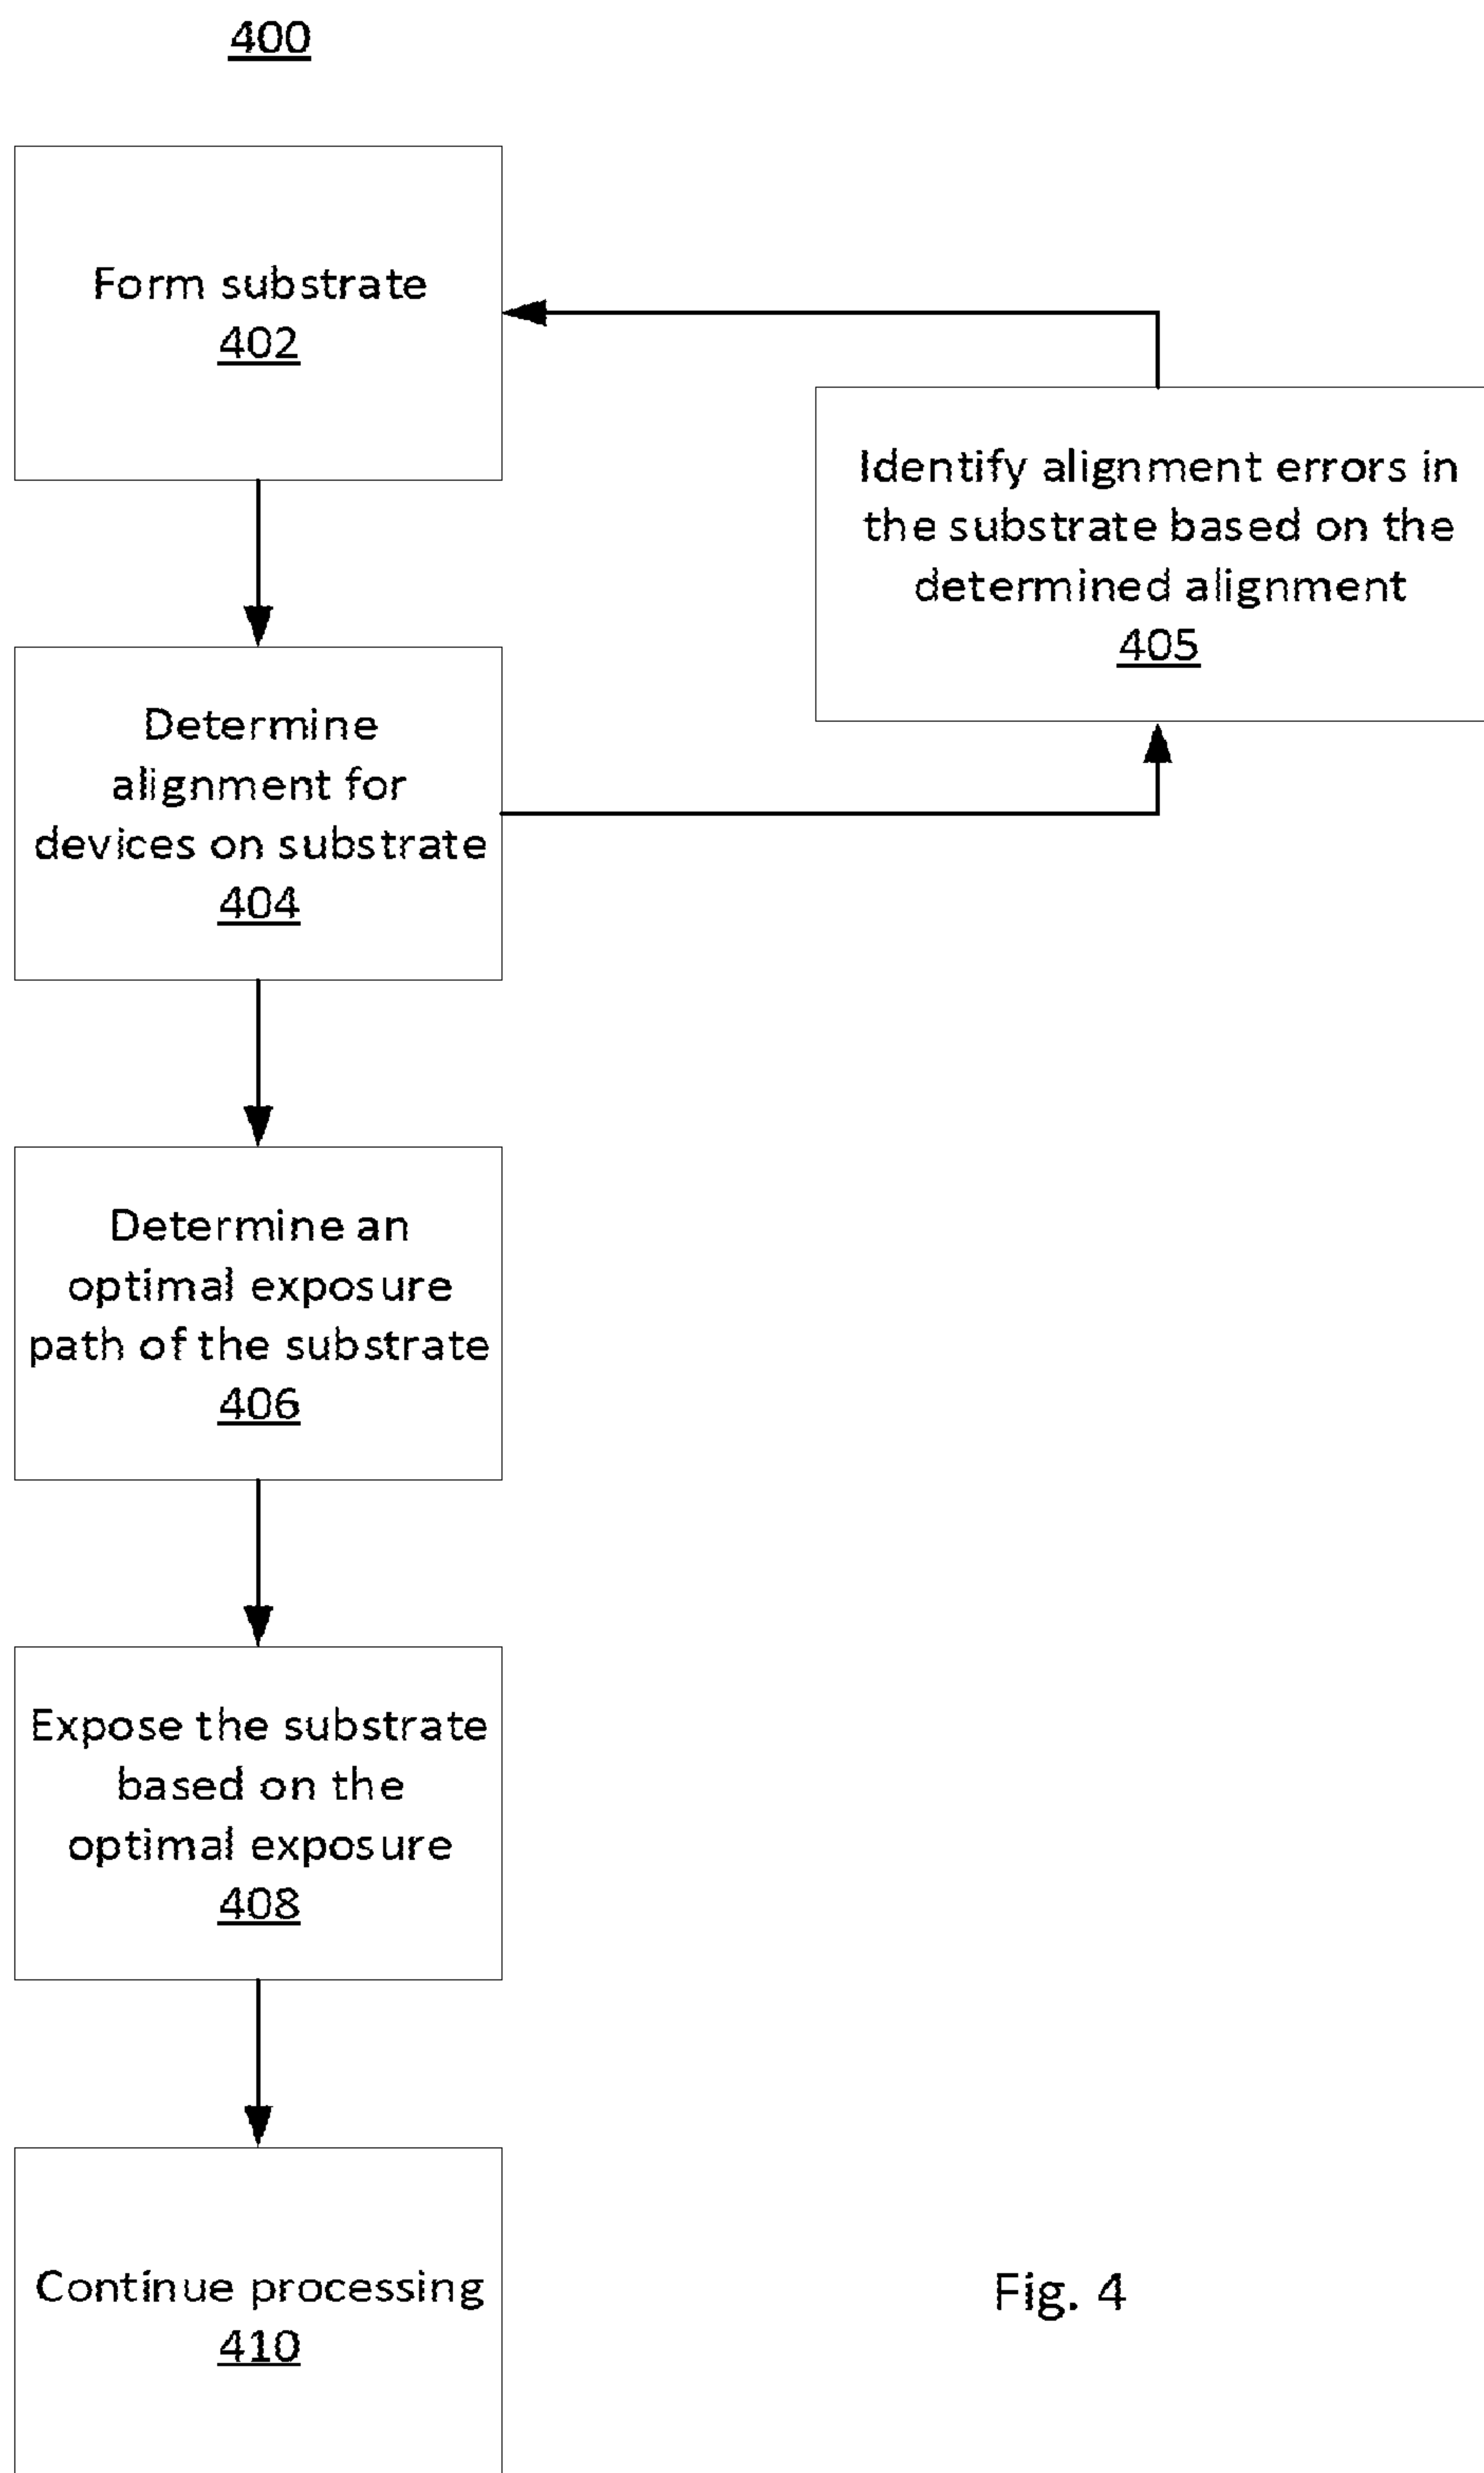 400
Form substrate
402
Identify alignment errors in
the substrate based on the
determined alignment
405
Determine
alignment for
devices on substrate
404
Determine an
optimal exposure
path of the substrate
406
Expose the substrate
based on the
optimal exposure
408
Continue processing
410
Fig. 4